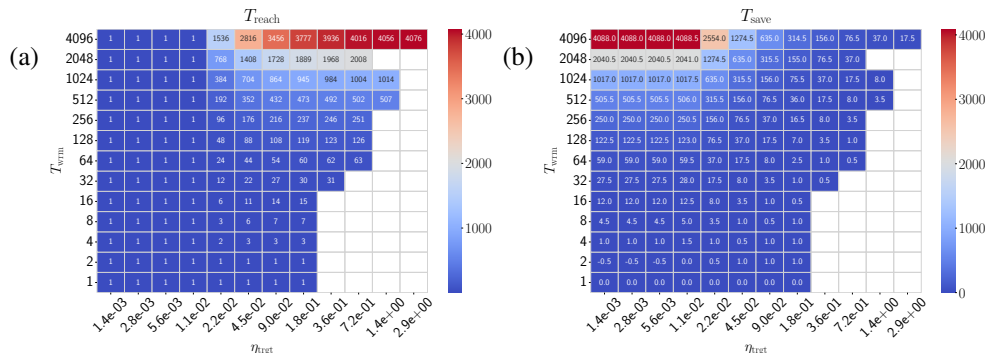 T_reach
(a)
T_wrm
4096 1 1 1 1 1536 2816 3456 3777 3936 4016 4056 4076
2048 1 1 1 1 768 1408 1728 1889 1968 2008
1024 1 1 1 1 384 704 864 945 984 1004 1014
512 1 1 1 1 192 352 432 473 492 502 507
256 1 1 1 1 96 176 216 237 246 251
128 1 1 1 1 48 88 108 119 123 126
64 1 1 1 1 24 44 54 60 62 63
32 1 1 1 1 12 22 27 30 31
16 1 1 1 1 6 11 14 15
8 1 1 1 1 3 6 7 7
4 1 1 1 1 2 3 3 3
2 1 1 1 1 1 1 1 1
1 1 1 1 1 1 1 1 1
1.4e-03 2.8e-03 5.6e-03 1.1e-02 2.2e-02 4.5e-02 9.0e-02 1.8e-01 3.6e-01 7.2e-01 1.4e+00 2.9e+00
η_trgt
4000
3000
2000
1000
T_save
(b)
T_wrm
4096 4088.0 4088.0 4088.0 4088.5 2554.0 1274.5 635.0 314.5 156.0 76.5 37.0 17.5
2048 2040.5 2040.5 2040.5 2041.0 1274.5 635.0 315.5 156.5 76.5 37.0
1024 1017.0 1017.0 1017.0 1017.5 635.0 315.5 156.0 75.5 37.0 17.5 8.0
512 505.5 505.5 505.5 506.0 315.5 156.0 76.5 36.0 17.5 8.0 3.5
256 250.0 250.0 250.0 250.5 156.0 76.5 37.0 16.5 8.0 3.5
128 122.5 122.5 122.5 123.0 76.5 37.0 17.5 7.0 3.5 1.0
64 59.0 59.0 59.0 59.5 37.0 17.5 8.0 2.5 1.0 0.5
32 27.5 27.5 27.5 28.0 17.5 8.0 3.5 1.0 0.5
16 12.0 12.0 12.0 12.5 8.0 3.5 1.0 0.5
8 4.5 4.5 4.5 5.0 3.5 1.0 0.5 0.5
4 1.0 1.0 1.0 1.5 1.0 0.5 1.0 1.0
2 -0.5 -0.5 -0.5 0.0 0.5 0.5 0.5 0.5
1 0.0 0.0 0.0 0.0 0.0 0.0 0.0 0.0
1.4e-03 2.8e-03 5.6e-03 1.1e-02 2.2e-02 4.5e-02 9.0e-02 1.8e-01 3.6e-01 7.2e-01 1.4e+00 2.9e+00
η_trgt
4000
3000
2000
1000
0